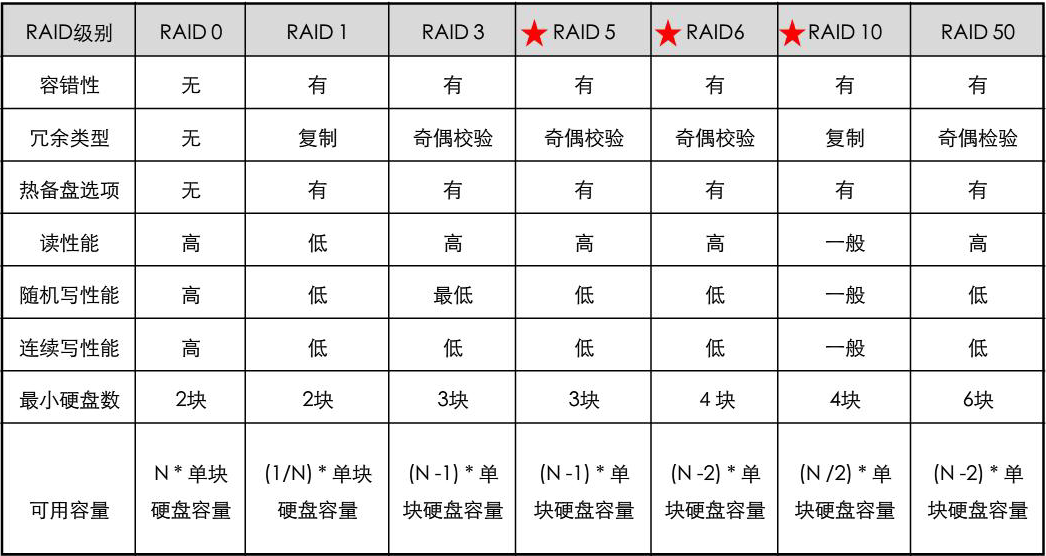 RAID级别 RAID 0 RAID 1 RAID 3 RAID 5 RAID6 RAID 10 RAID 50
容错性 无 有 有 有 有 有 有
冗余类型 无 复制 奇偶校验 奇偶校验 奇偶校验 复制 奇偶检验
热备盘选项 无 有 有 有 有 有 有
读性能 高 低 高 高 高 一般 高
随机写性能 高 低 最低 低 低 一般 低
连续写性能 高 低 低 低 低 一般 低
最小硬盘数 2块 2块 3块 3块 4 块 4块 6块
N * 单块 (1/N) * 单块 (N -1) * 单 (N -1) * 单 (N -2) * 单 (N /2) * 单 (N -2) * 单
可用容量 硬盘容量 硬盘容量 块硬盘容量 块硬盘容量 块硬盘容量 块硬盘容量 块硬盘容量